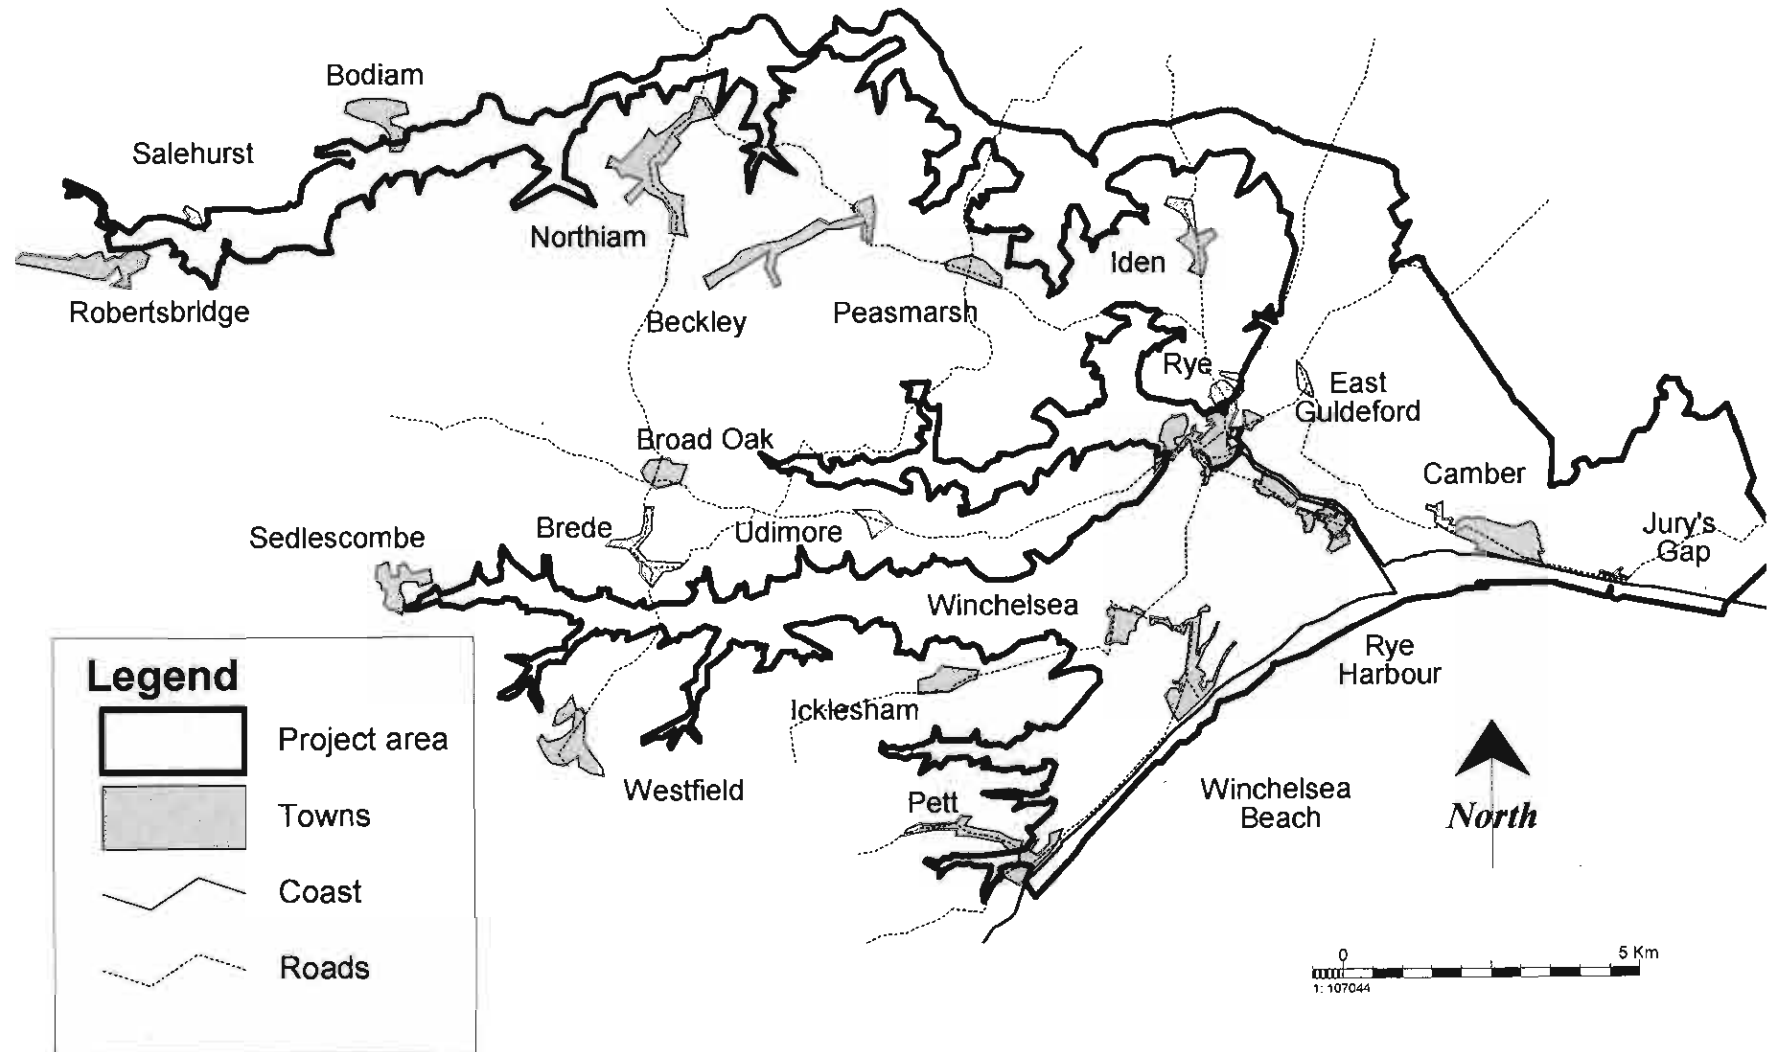 Bodiam
Salehurst
Northiam
Iden
Robertsbridge
Beckley
Peasmarsh
Rye
East
Guldeford
Broad Oak
Camber
Sedlescombe
Brede
Udimore
Jury's
Gap
Winchelsea
Rye
Harbour
Icklesham
Westfield
Pett
Winchelsea
Beach
North
Legend
Project area
Towns
Coast
Roads
0
5 Km
1: 107044